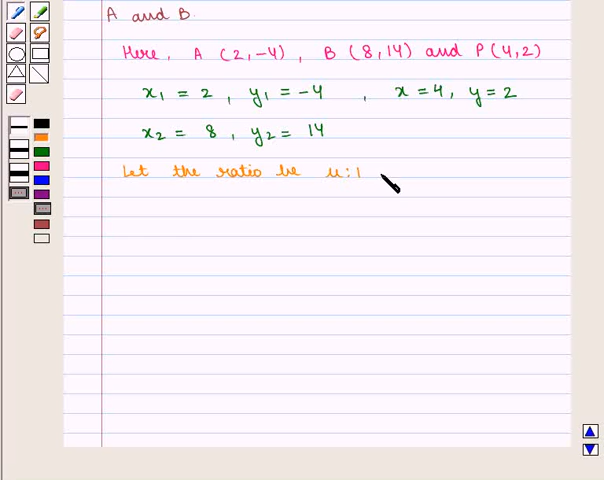 A and B.
Here, A (2,-4), B (8,14) and P(4,2)
x₁ = 2, y₁ = -4, x = 4, y = 2
x₂ = 8, y₂ = 14
Let the ratio be μ:1